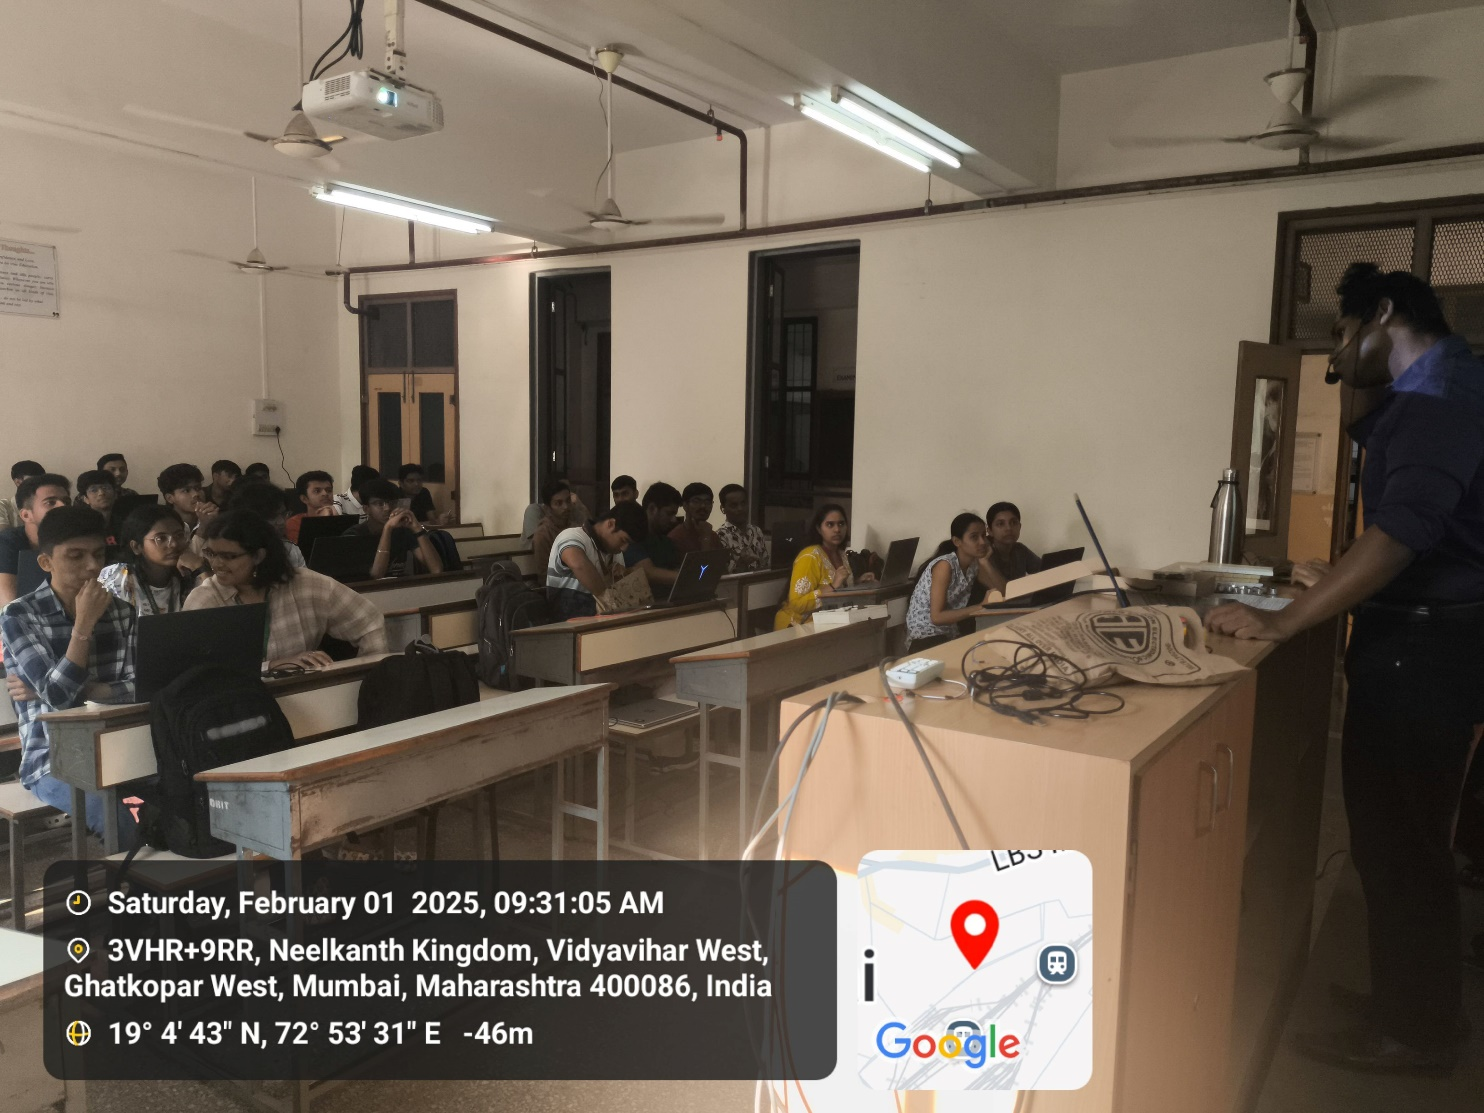 Saturday, February 01 2025, 09:31:05 AM
3VHR+9RR, Neelkanth Kingdom, Vidyavihar West,
Ghatkopar West, Mumbai, Maharashtra 400086, India
19° 4' 43" N, 72° 53' 31" E -46m
LBS
i
Google